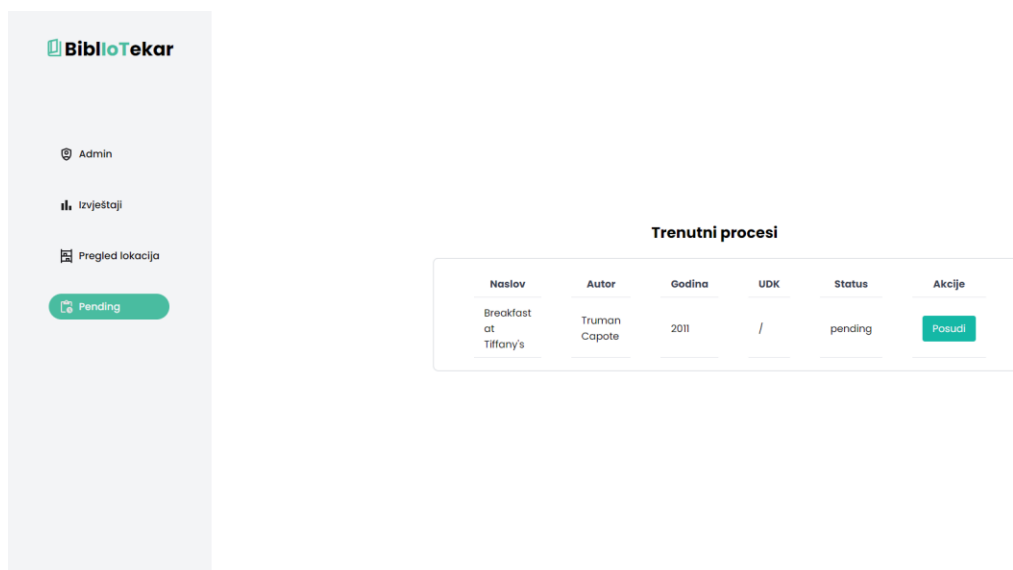 BiblIoTekar
Admin
Izvještaji
Pregled lokacija
Pending
Trenutni procesi
Naslov Autor Godina UDK Status Akcije
Breakfast
at
Tiffany's
Truman
Capote
2011
/
pending
Posudi